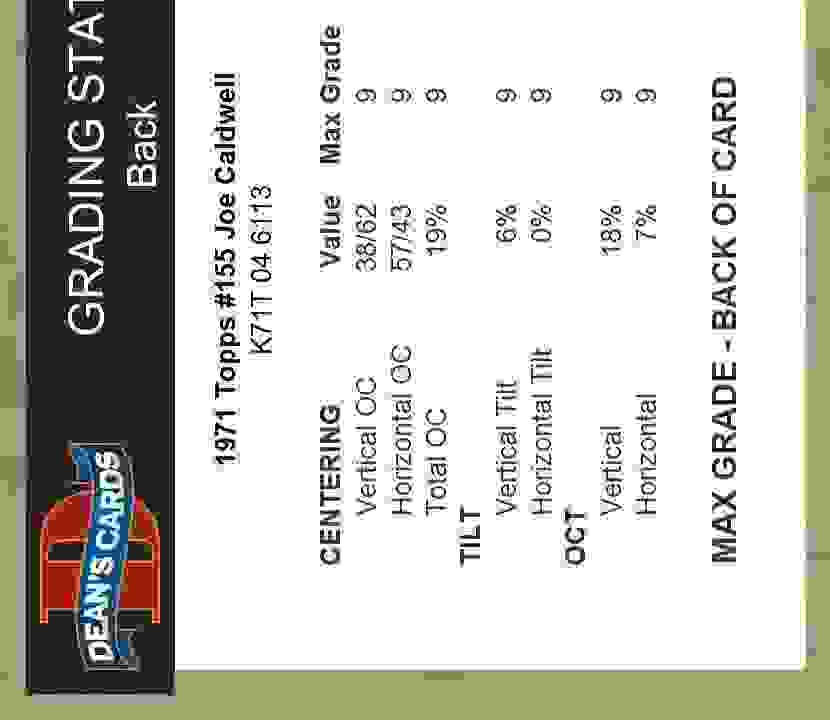 DEAN'S CARDS
GRADING STAT
Back
1971 Topps #155 Joe Caldwell
K71T 04 6113
CENTERING Value Max Grade
Vertical OC 38/62 9
Horizontal OC 57/43 9
Total OC 19% 9
TILT
Vertical Tilt 6% 9
Horizontal Tilt 0% 9
OCT
Vertical 18% 9
Horizontal 7% 9
MAX GRADE - BACK OF CARD